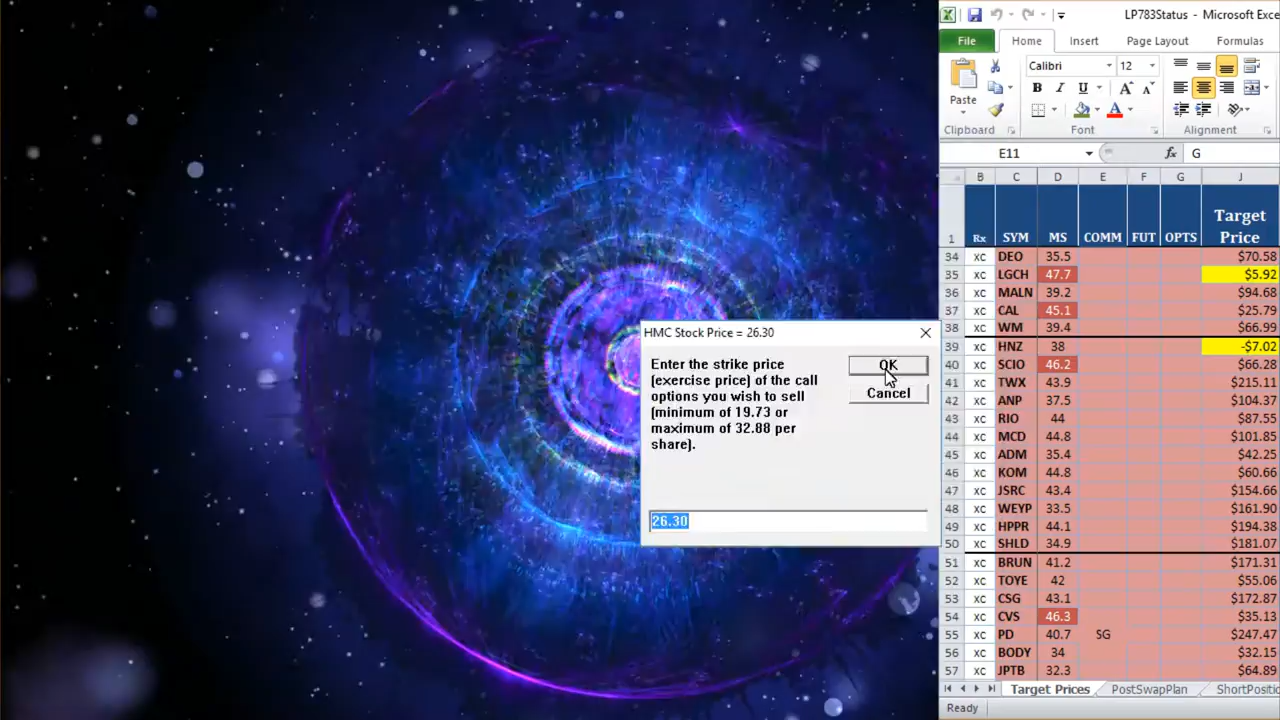 LP783Status - Microsoft Exce
File Home Insert Page Layout Formulas
Calibri 12
Paste
B I U A A
A
Clipboard Font Alignment
E11 fx G
B C D E F G J
1 Rx SYM MS COMM FUT OPTS Target Price
34 xc DEO 35.5 $70.58
35 xc LGCH 47.7 $5.92
36 xc MALN 39.2 $94.68
37 xc CAL 45.1 $25.79
38 xc WM 39.4 $66.99
39 xc HNZ 38 -$7.02
40 xc SCIO 46.2 $66.28
41 xc TWX 43.9 $215.11
42 xc ANP 37.5 $104.37
43 xc RIO 44 $87.55
44 xc MCD 44.8 $101.85
45 xc ADM 35.4 $42.25
46 xc KOM 44.8 $60.66
47 xc JSRC 43.4 $154.66
48 xc WEYP 33.5 $161.90
49 xc HPPR 44.1 $194.38
50 xc SHLD 34.9 $181.07
51 xc BRUN 41.2 $171.31
52 xc TOYE 42 $55.06
53 xc CSG 43.1 $172.87
54 xc CVS 46.3 $35.13
55 xc PD 40.7 SG $247.47
56 xc BODY 34 $32.15
57 xc JPTB 32.3 $64.89
Target Prices PostSwapPlan ShortPositio
Ready
HMC Stock Price = 26.30
Enter the strike price
(exercise price) of the call
options you wish to sell
(minimum of 19.73 or
maximum of 32.88 per
share).
OK
Cancel
26.30